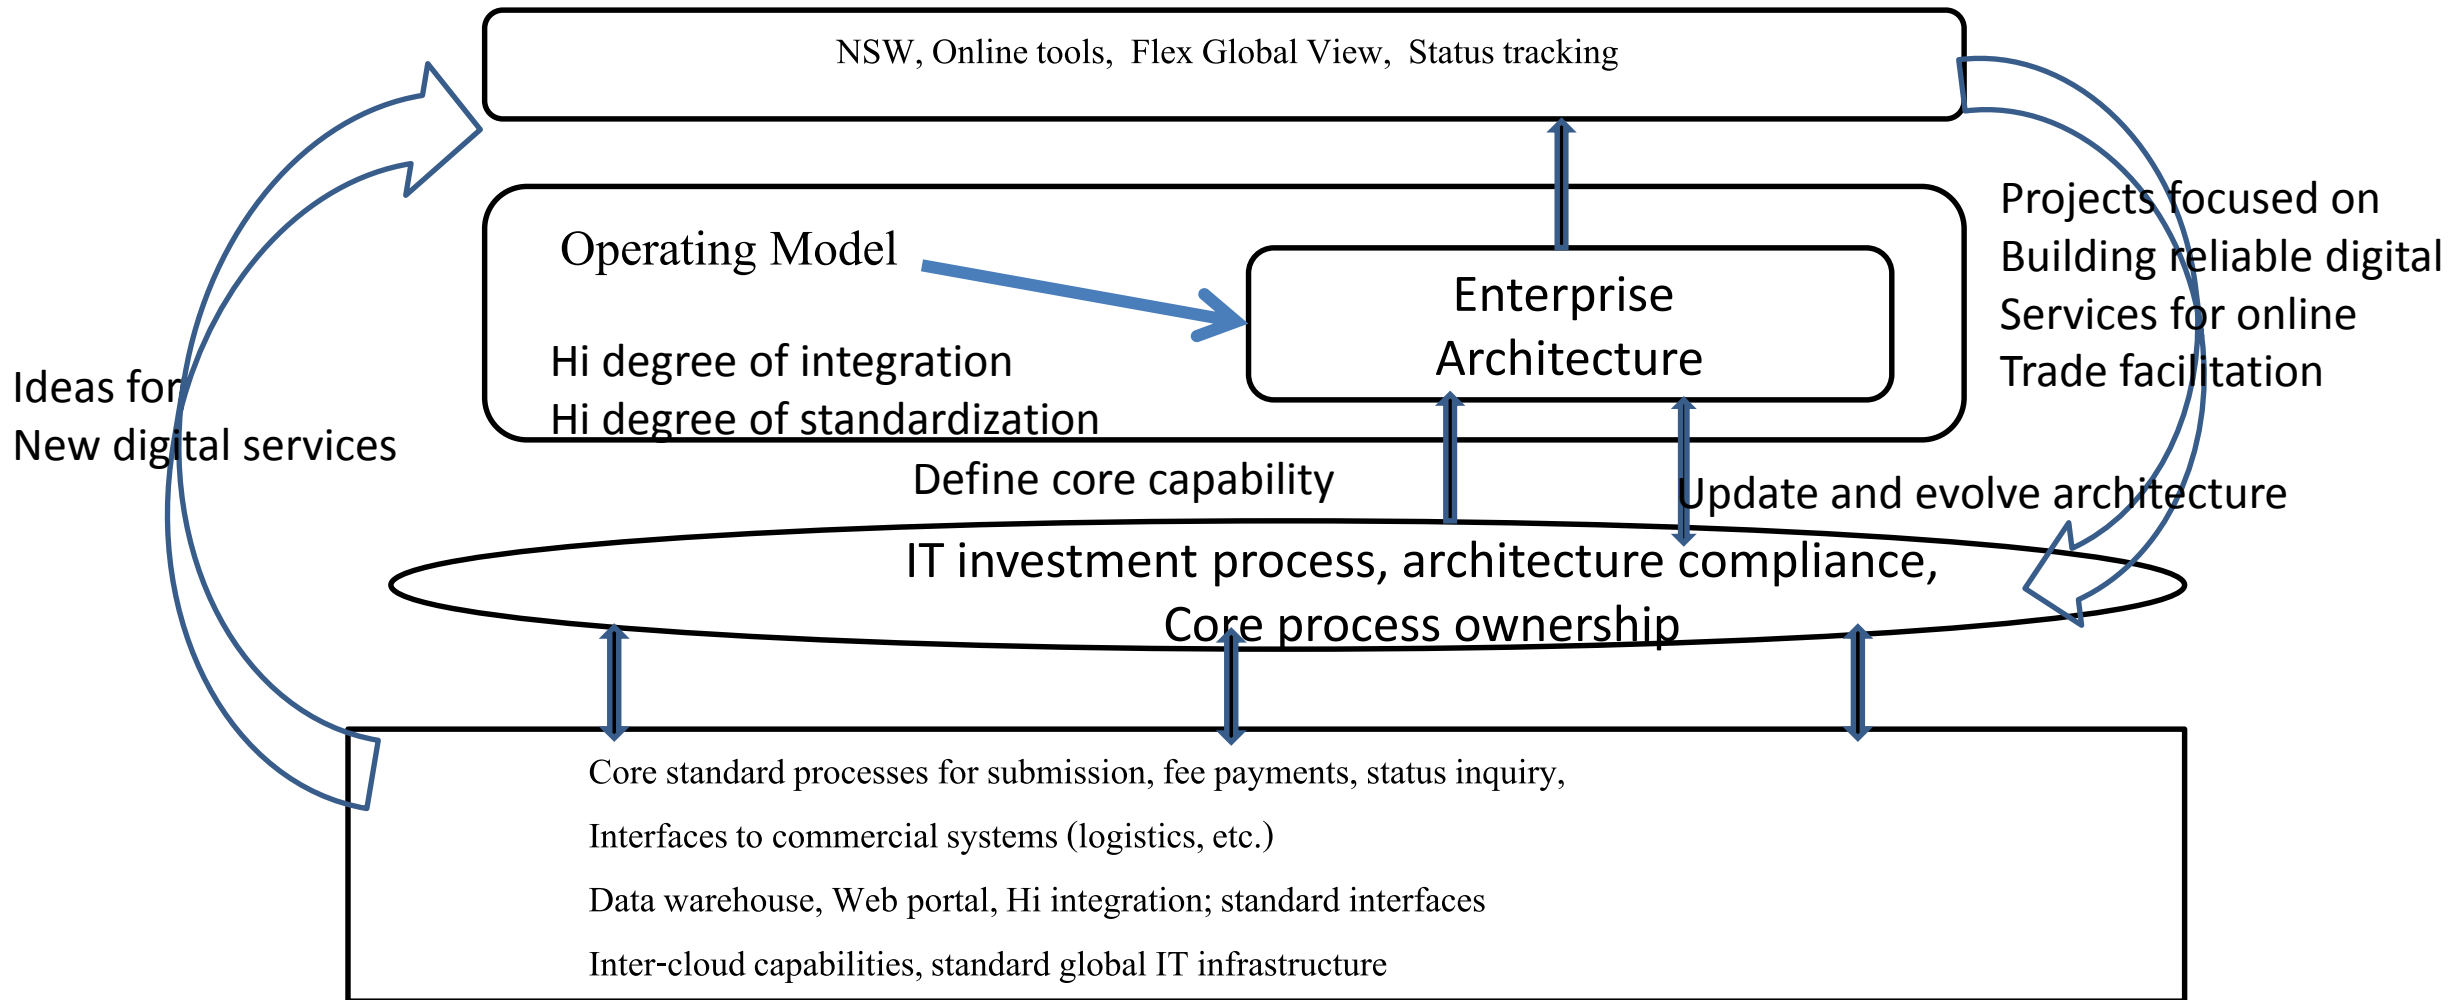 NSW, Online tools, Flex Global View, Status tracking
Operating Model
Hi degree of integration
Hi degree of standardization
Enterprise
Architecture
Projects focused on
Building reliable digital
Services for online
Trade facilitation
Ideas for
New digital services
Define core capability
Update and evolve architecture
IT investment process, architecture compliance,
Core process ownership
Core standard processes for submission, fee payments, status inquiry,
Interfaces to commercial systems (logistics, etc.)
Data warehouse, Web portal, Hi integration; standard interfaces
Inter-cloud capabilities, standard global IT infrastructure